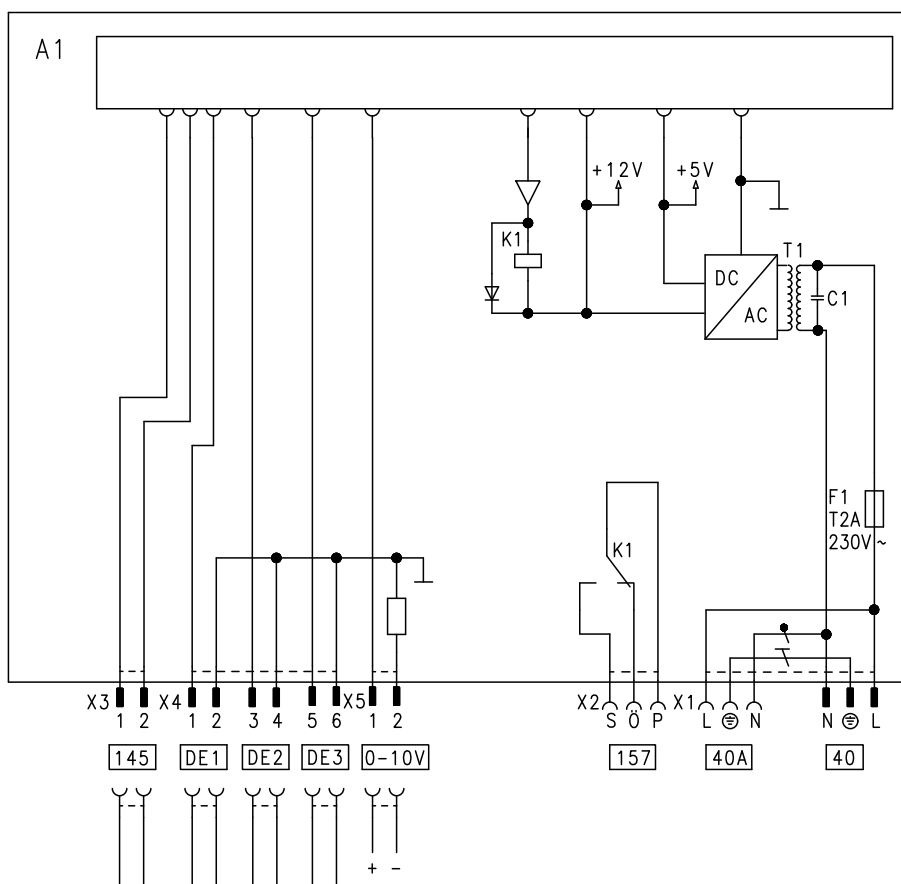 A1
+12V
+5V
K1
T1
DC
AC
C1
F1
T2A
230V~
K1
X3
X4
X5
X2
X1
1 2
1 2 3 4 5 6
1 2
S Ö P
L N
N L
145
DE1
DE2
DE3
0-10V
157
40A
40
+ -